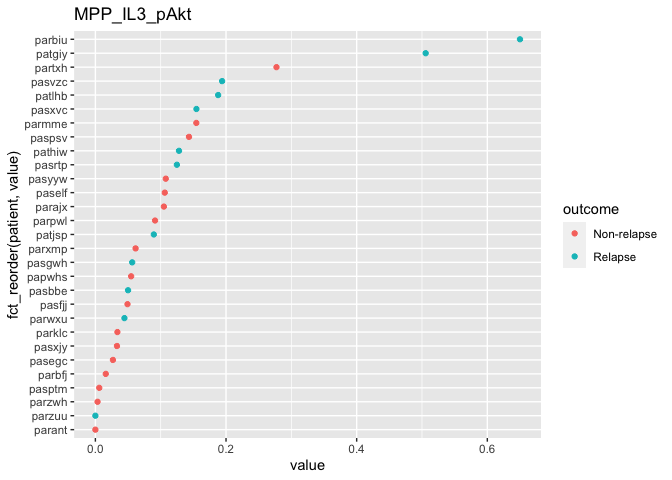 MPP_IL3_pAkt
fct_reorder(patient, value)
parbiu
patgiy
partxh
pasvzc
patlhb
pasxvc
parmme
paspsv
pathiw
pasrtp
pasyyw
paself
parajx
parpwl
patjsp
parxmp
pasgwh
papwhs
pasbbe
pasfjj
parwxu
parklc
pasxjy
pasegc
parbfj
pasptm
parzwh
parzuu
parant
0.0 0.2 0.4 0.6
value
outcome
Non-relapse
Relapse